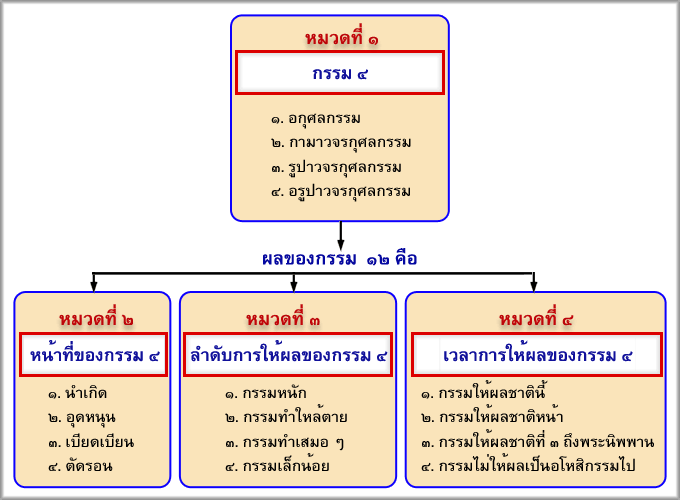 หมวดที่ ๑
กรรม ๔
๑. อกุศลกรรม
๒. กามาวจรกุศลกรรม
๓. รูปาวจรกุศลกรรม
๔. อรูปาวจรกุศลกรรม
ผลของกรรม ๑๒ คือ
หมวดที่ ๒
หน้าที่ของกรรม ๔
๑. นำเกิด
๒. อุดหนุน
๓. เบียดเบียน
๔. ตัดรอน
หมวดที่ ๓
ลำดับการให้ผลของกรรม ๔
๑. กรรมหนัก
๒. กรรมทำใหล้ตาย
๓. กรรมทำเสมอ ๆ
๔. กรรมเล็กน้อย
หมวดที่ ๔
เวลาการให้ผลของกรรม ๔
๑. กรรมให้ผลชาตินี้
๒. กรรมให้ผลชาติหน้า
๓. กรรมให้ผลชาติที่ ๓ ถึงพระนิพพาน
๔. กรรมไม่ให้ผลเป็นอโหสิกรรมไป